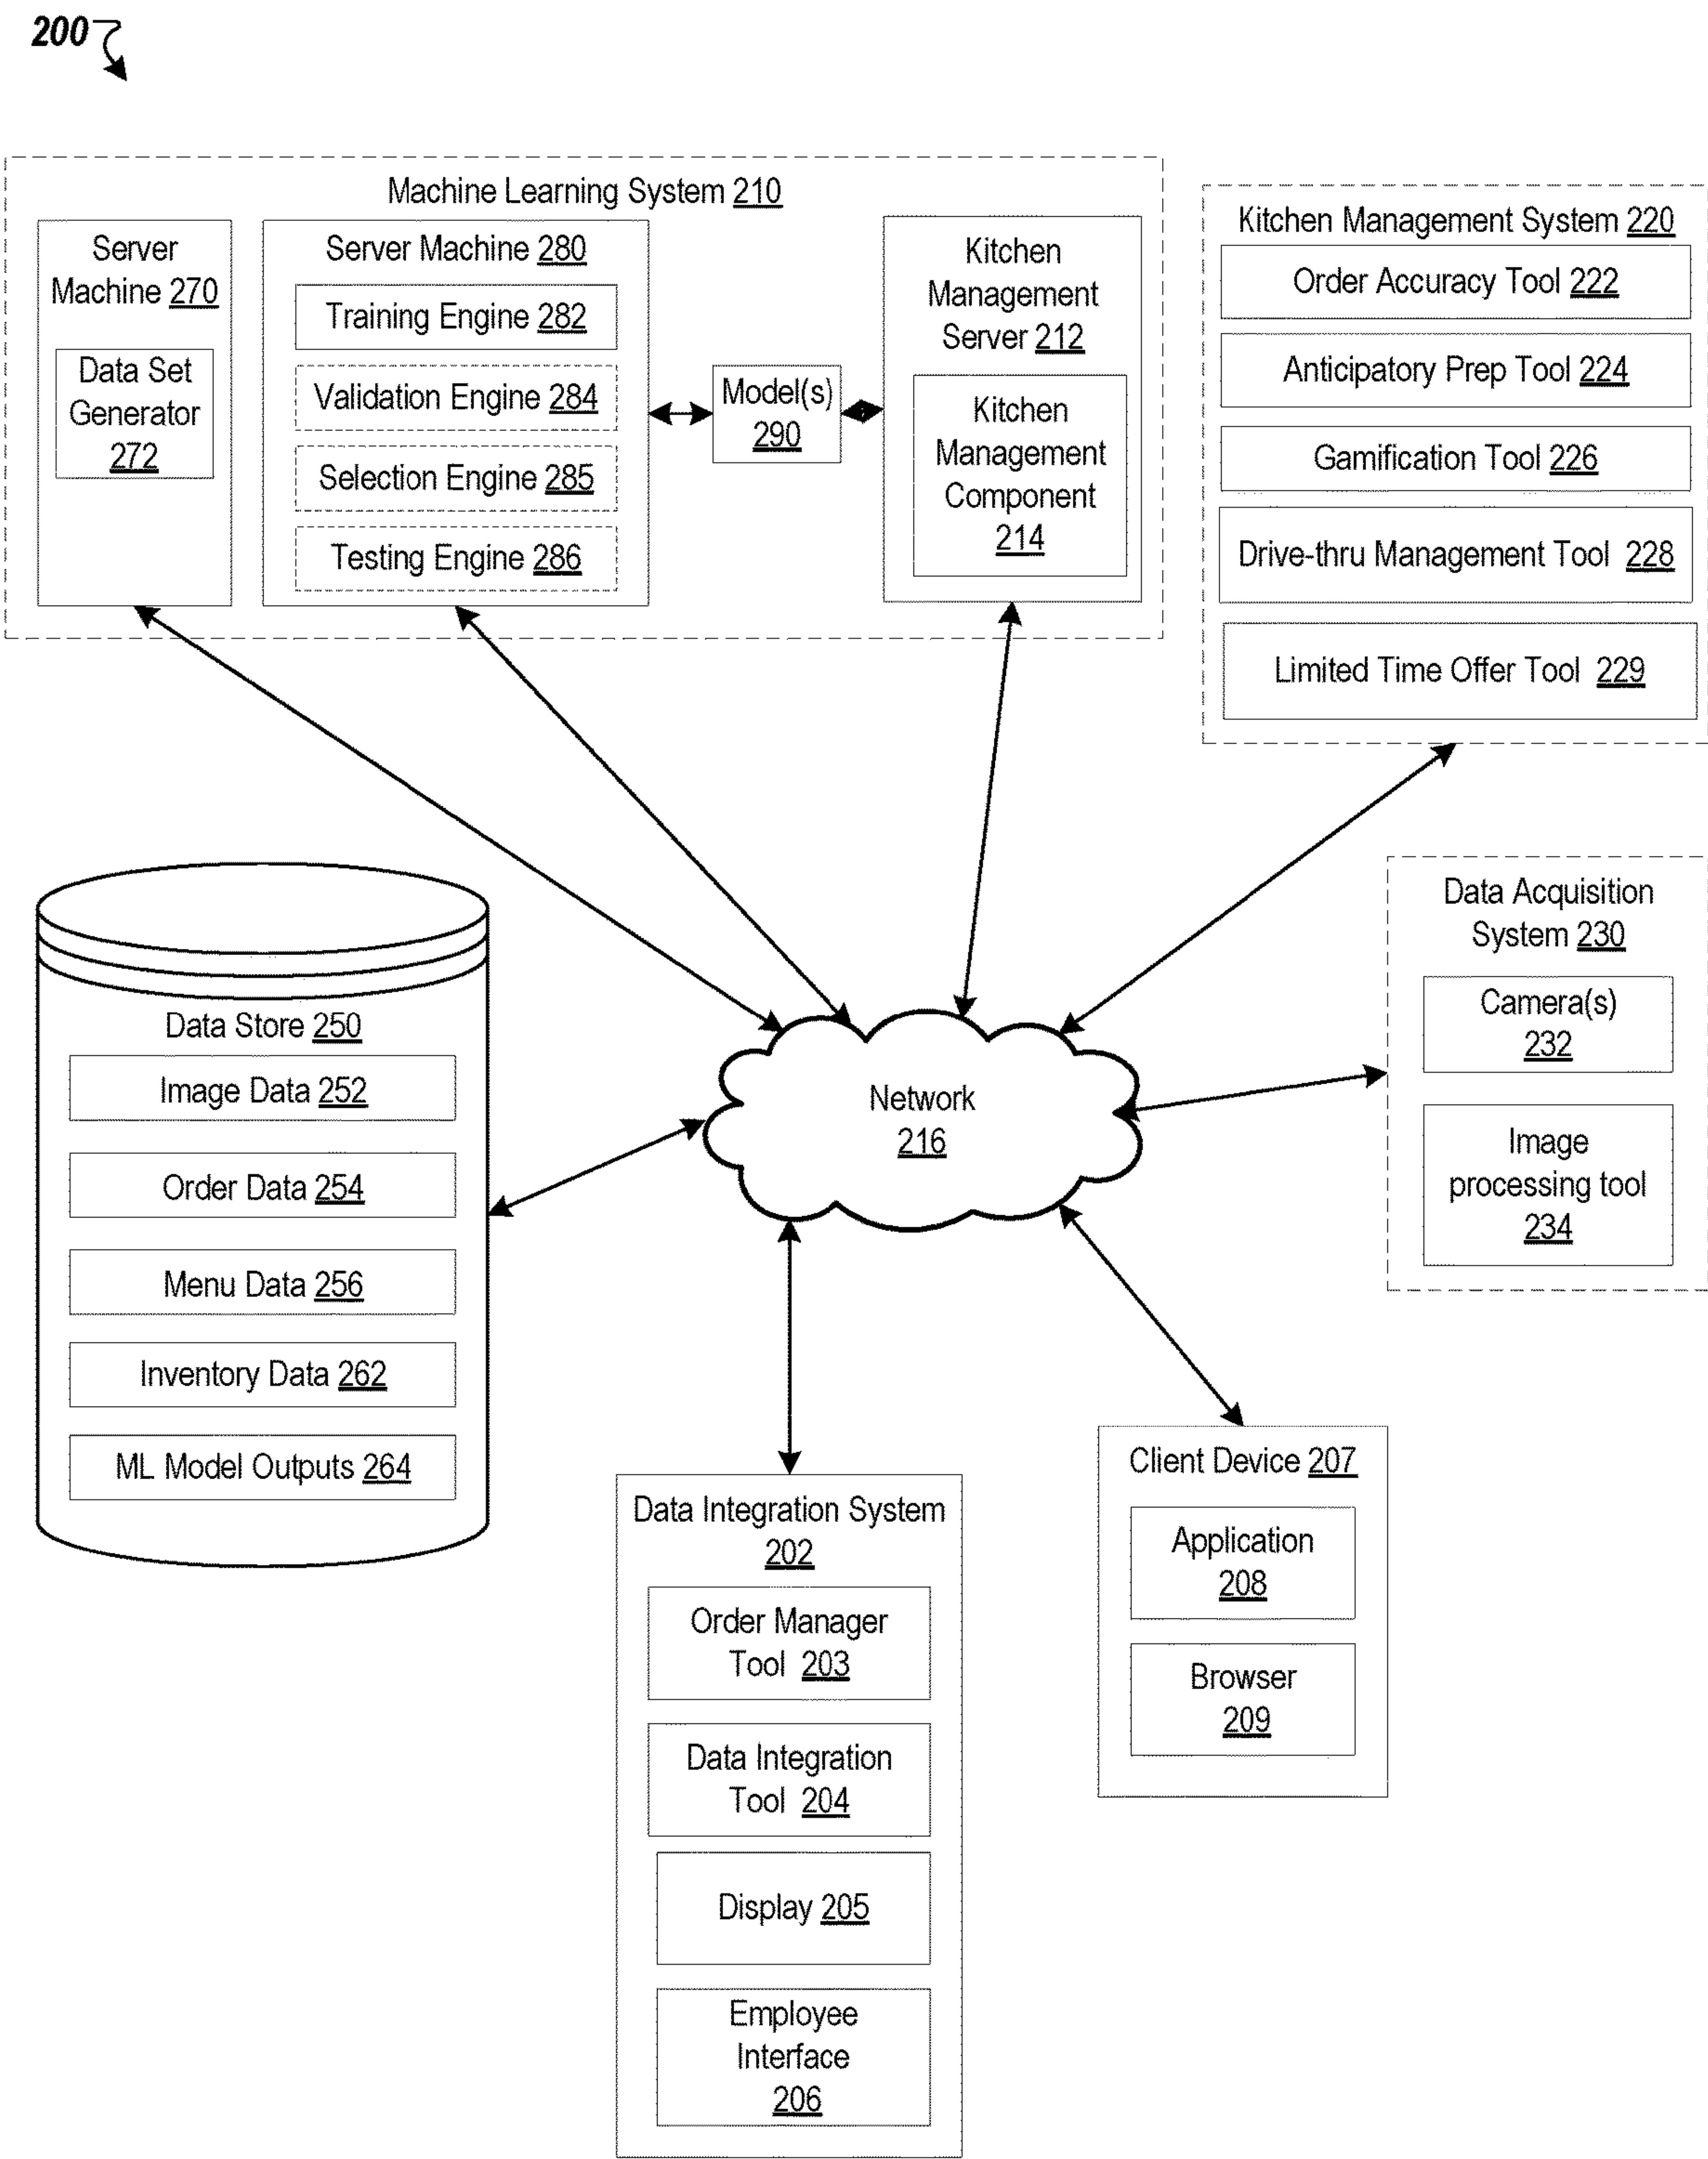 200
Machine Learning System 210
Server
Machine 270
Data Set
Generator
272
Server Machine 280
Training Engine 282
Validation Engine 284
Selection Engine 285
Testing Engine 286
Model(s)
290
Kitchen
Management
Server 212
Kitchen
Management
Component
214
Kitchen Management System 220
Order Accuracy Tool 222
Anticipatory Prep Tool 224
Gamification Tool 226
Drive-thru Management Tool 228
Limited Time Offer Tool 229
Data Store 250
Image Data 252
Order Data 254
Menu Data 256
Inventory Data 262
ML Model Outputs 264
Network
216
Data Acquisition
System 230
Camera(s)
232
Image
processing tool
234
Data Integration System
202
Order Manager
Tool 203
Data Integration
Tool 204
Display 205
Employee
Interface
206
Client Device 207
Application
208
Browser
209